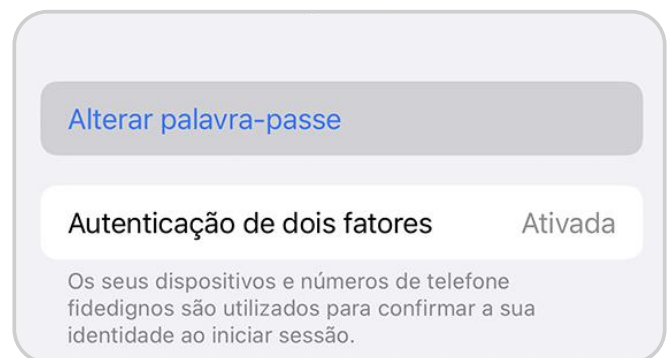 Alterar palavra-passe
Autenticação de dois fatores Ativada
Os seus dispositivos e números de telefone
fidedignos são utilizados para confirmar a sua
identidade ao iniciar sessão.